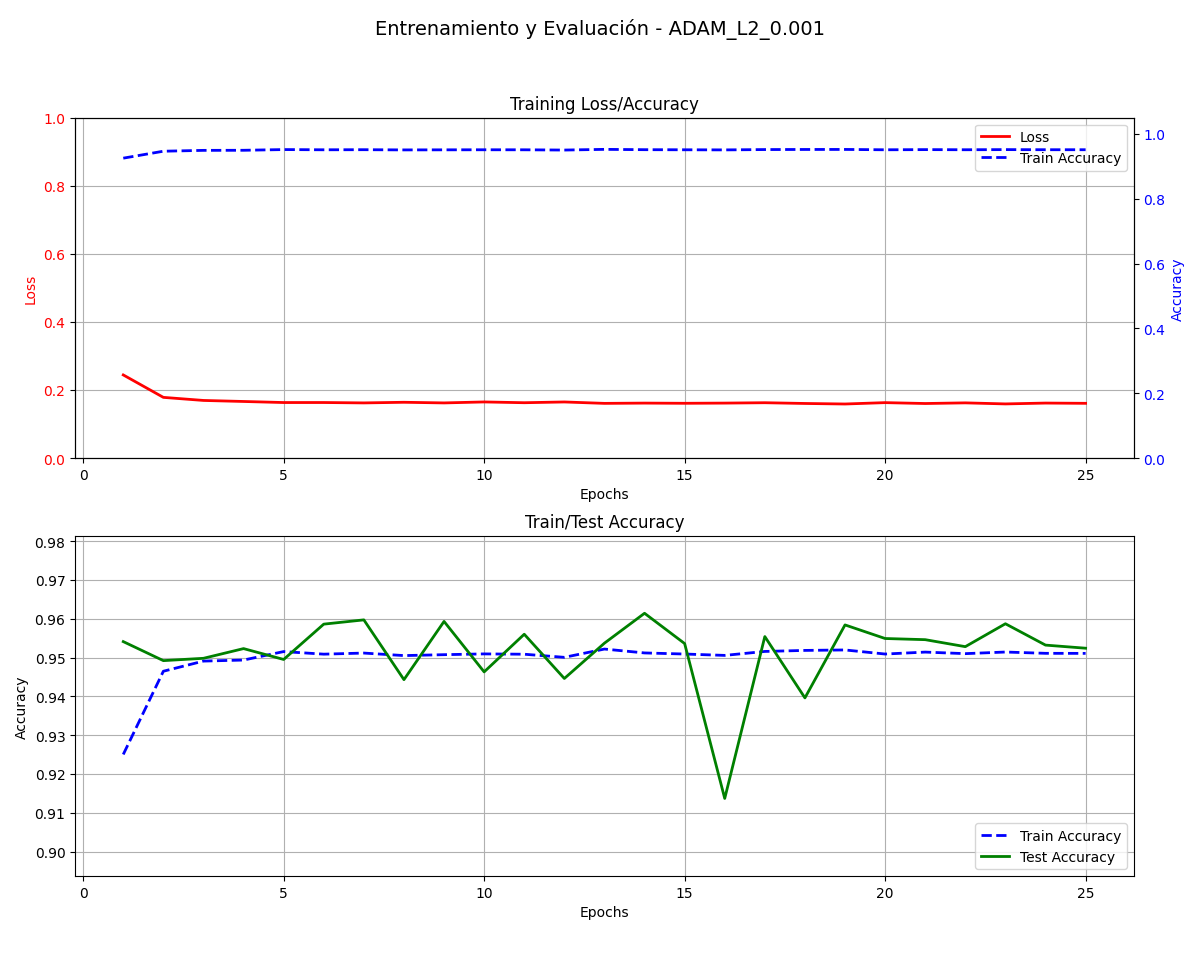 Entrenamiento y Evaluación - ADAM_L2_0.001
Training Loss/Accuracy
1.0
0.8
0.6
0.4
0.2
0.0
Loss
1.0
0.8
0.6
0.4
0.2
0.0
Accuracy
Loss
Train Accuracy
0
5
10
15
20
25
Epochs
Train/Test Accuracy
0.98
0.97
0.96
0.95
0.94
0.93
0.92
0.91
0.90
Accuracy
Train Accuracy
Test Accuracy
0
5
10
15
20
25
Epochs